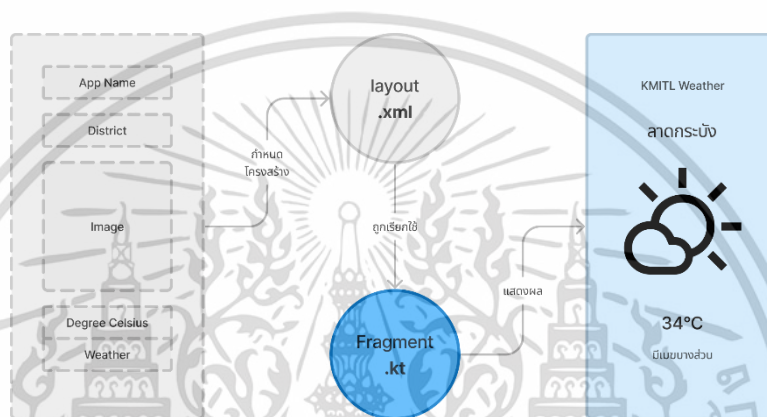 App Name
District
Image
Degree Celsius
Weather
กำหนด
โครงสร้าง
layout
.xml
ถูกเรียกใช้
Fragment
.kt
แสดงผล
KMITL Weather
ลาดกระบัง
34°C
มีเมฆบางส่วน